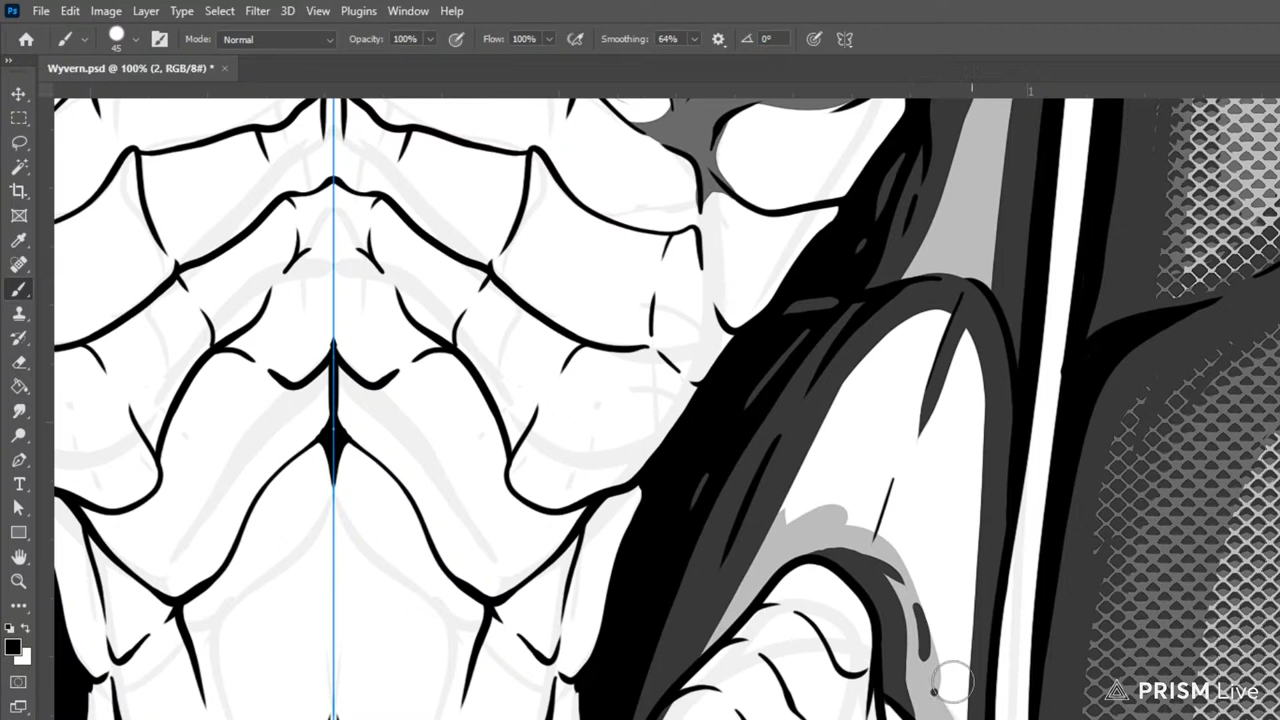 Ps File Edit Image Layer Type Select Filter 3D View Plugins Window Help
45 Mode: Normal Opacity: 100% Flow: 100% Smoothing: 64% 0°
Wyvern.psd @ 100% (2, RGB/8#) * ×
1
T
PRISM Live